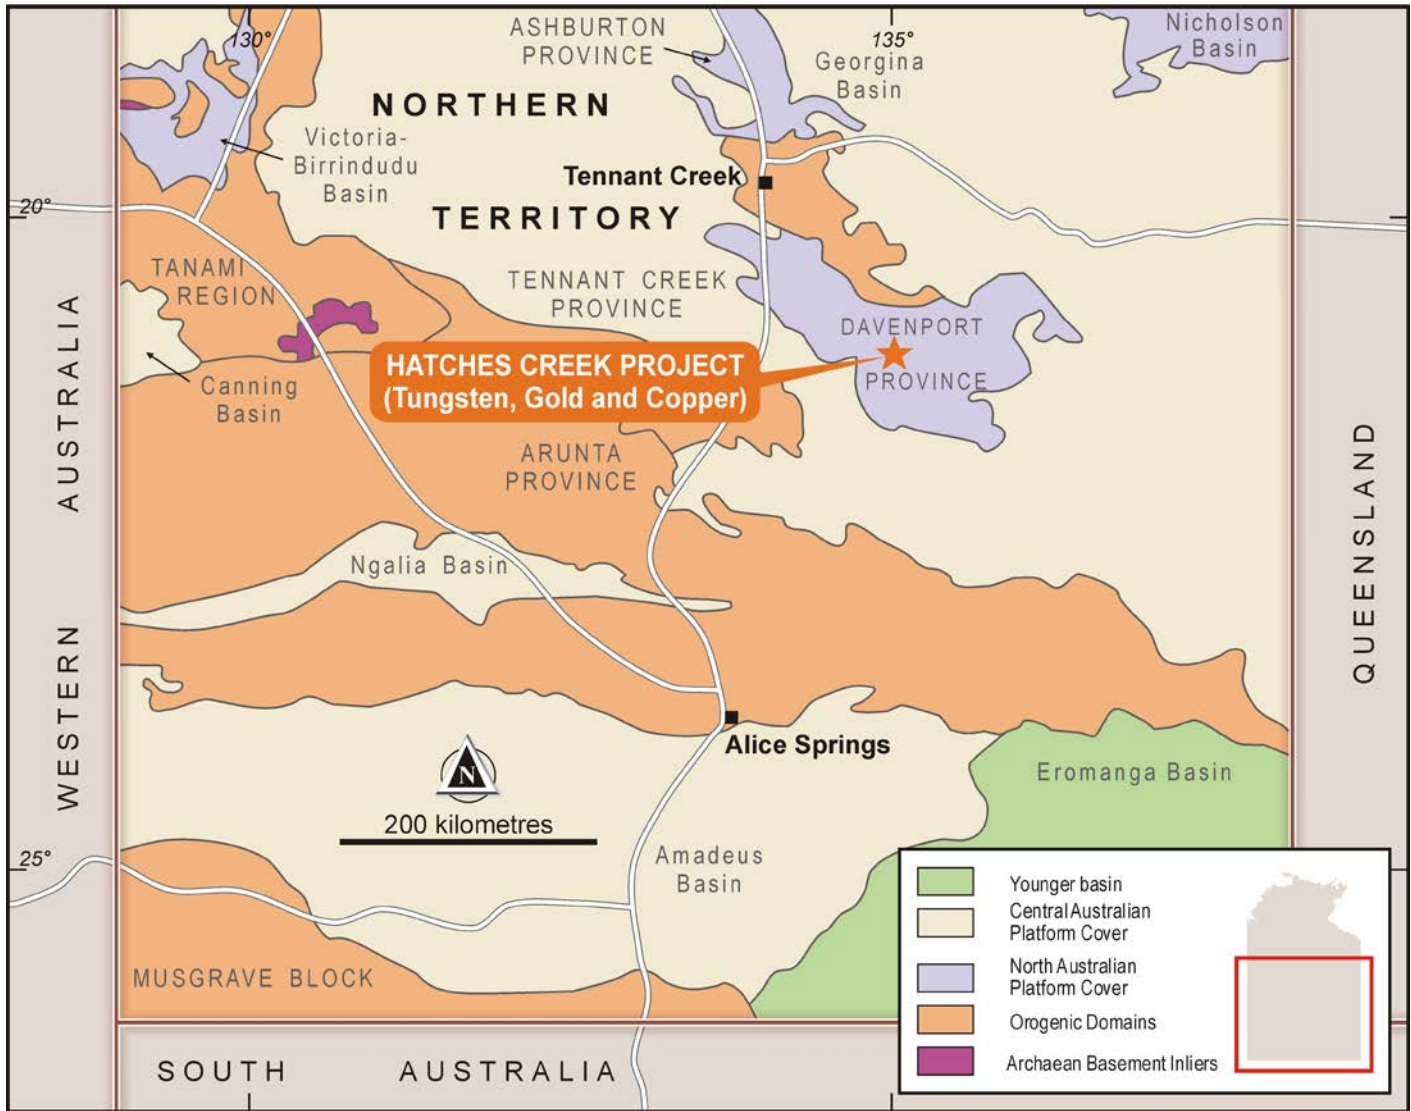 130°
ASHBURTON
PROVINCE
135°
Georgina
Basin
Nicholson
Basin
NORTHERN
Victoria-
Birrindudu
Basin
Tennant Creek
TERRITORY
20°
TANAMI
REGION
TENNANT CREEK
PROVINCE
DAVENPORT
PROVINCE
HATCHES CREEK PROJECT
(Tungsten, Gold and Copper)
Canning
Basin
ARUNTA
PROVINCE
WESTERN AUSTRALIA
QUEENSLAND
Ngalia Basin
Alice Springs
Eromanga Basin
N
200 kilometres
25°
Amadeus
Basin
MUSGRAVE BLOCK
SOUTH AUSTRALIA
Younger basin
Central Australian
Platform Cover
North Australian
Platform Cover
Orogenic Domains
Archaean Basement Inliers